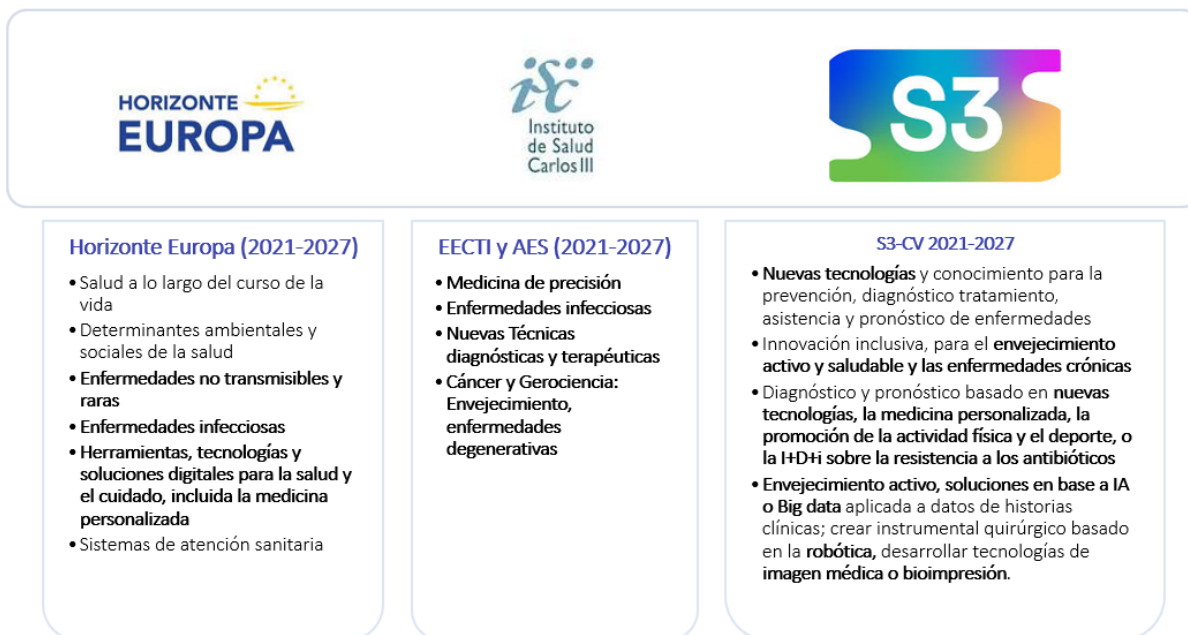 HORIZONTE
EUROPA
isc
Instituto
de Salud
Carlos III
S3
Horizonte Europa (2021-2027)
• Salud a lo largo del curso de la
vida
• Determinantes ambientales y
sociales de la salud
• Enfermedades no transmisibles y
raras
• Enfermedades infecciosas
• Herramientas, tecnologías y
soluciones digitales para la salud y
el cuidado, incluida la medicina
personalizada
• Sistemas de atención sanitaria
EECTI y AES (2021-2027)
• Medicina de precisión
• Enfermedades infecciosas
• Nuevas Técnicas
diagnósticas y terapéuticas
• Cáncer y Gerociencia:
Envejecimiento,
enfermedades
degenerativas
S3-CV 2021-2027
• Nuevas tecnologías y conocimiento para la
prevención, diagnóstico tratamiento,
asistencia y pronóstico de enfermedades
• Innovación inclusiva, para el envejecimiento
activo y saludable y las enfermedades crónicas
• Diagnóstico y pronóstico basado en nuevas
tecnologías, la medicina personalizada, la
promoción de la actividad física y el deporte, o
la I+D+i sobre la resistencia a los antibióticos
• Envejecimiento activo, soluciones en base a IA
o Big data aplicada a datos de historias
clínicas; crear instrumental quirúrgico basado
en la robótica, desarrollar tecnologías de
imagen médica o bioimpresión.